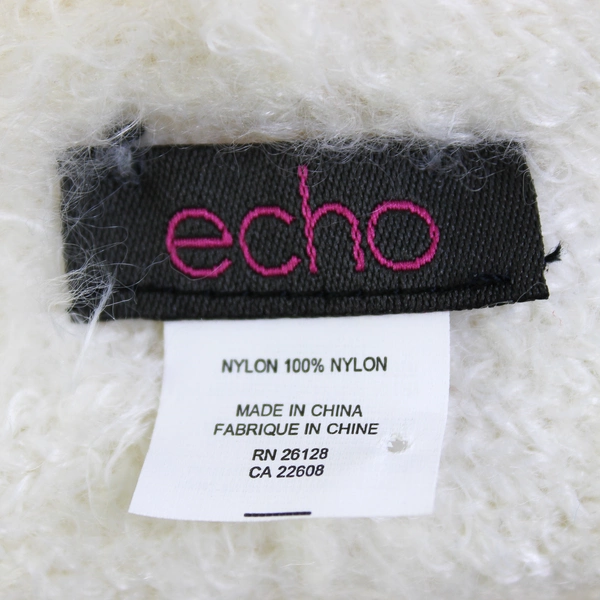 echo
NYLON 100% NYLON
MADE IN CHINA
FABRIQUE IN CHINE
RN 26128
CA 22608